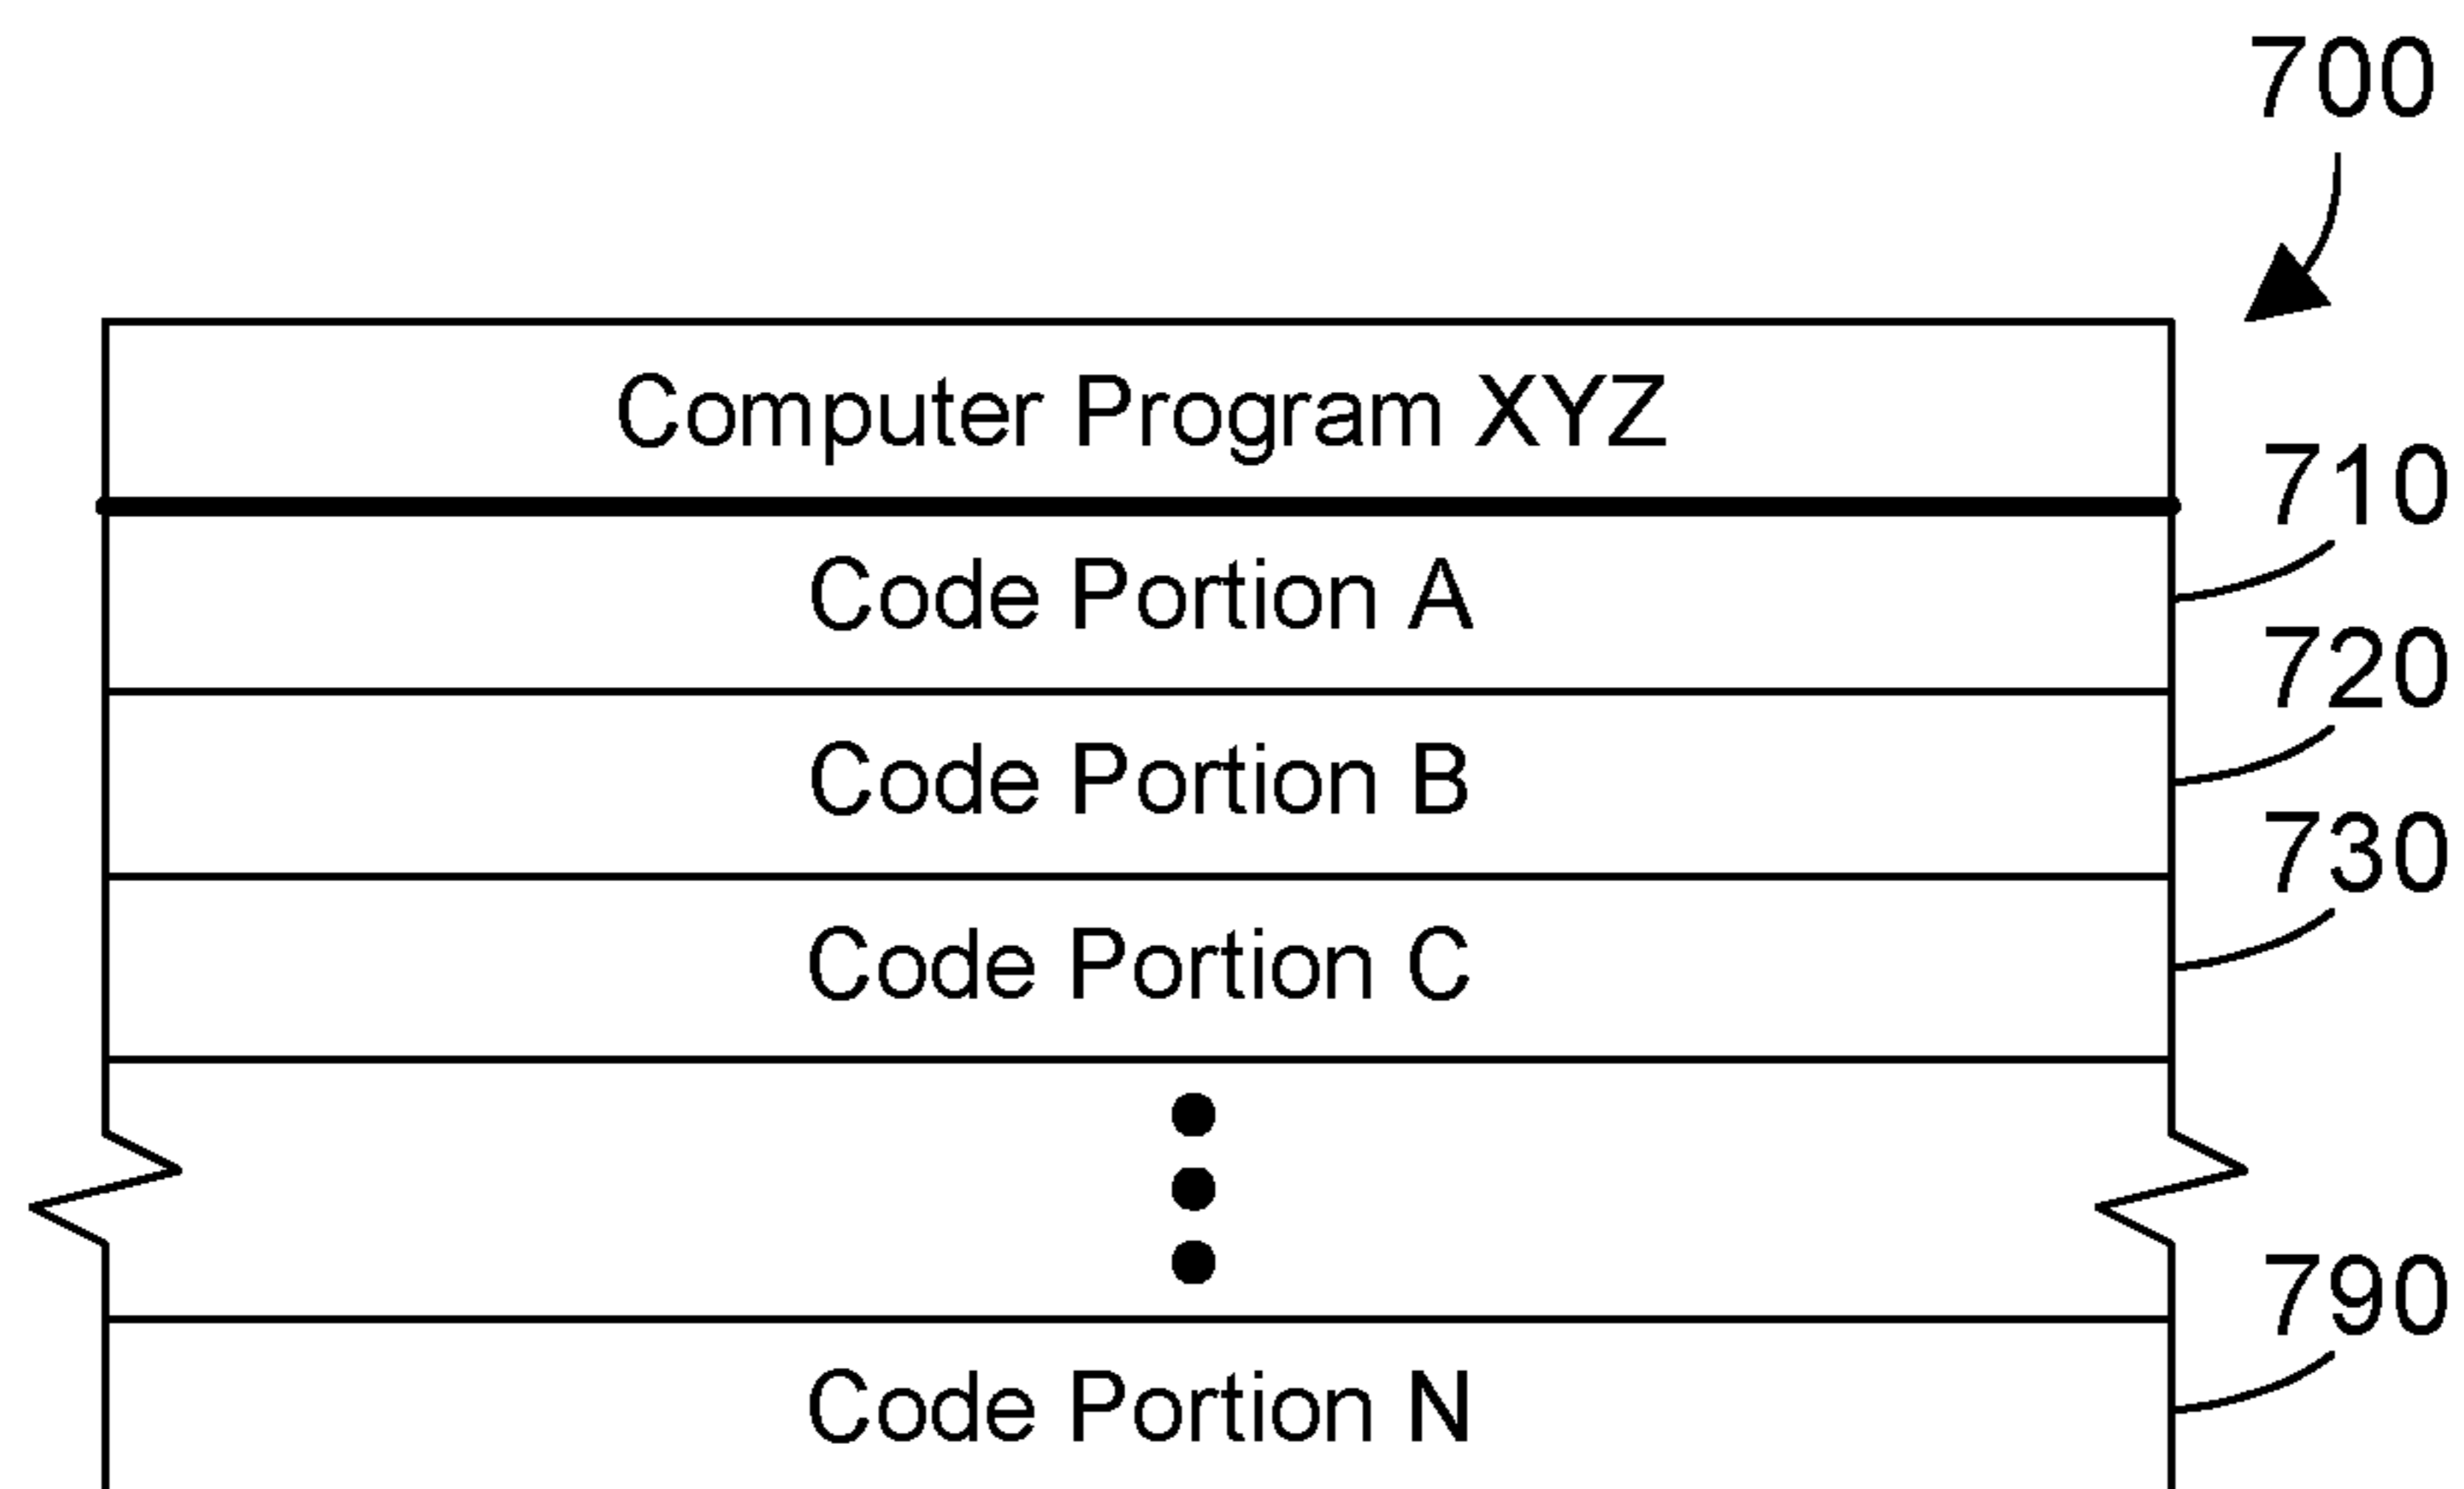 700
Computer Program XYZ
710
Code Portion A
720
Code Portion B
730
Code Portion C
790
Code Portion N